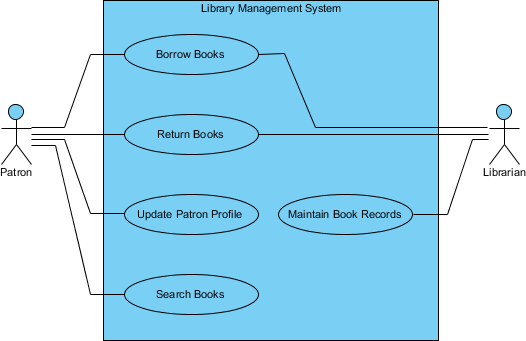 Library Management System
Borrow Books
Return Books
Patron
Librarian
Update Patron Profile
Maintain Book Records
Search Books